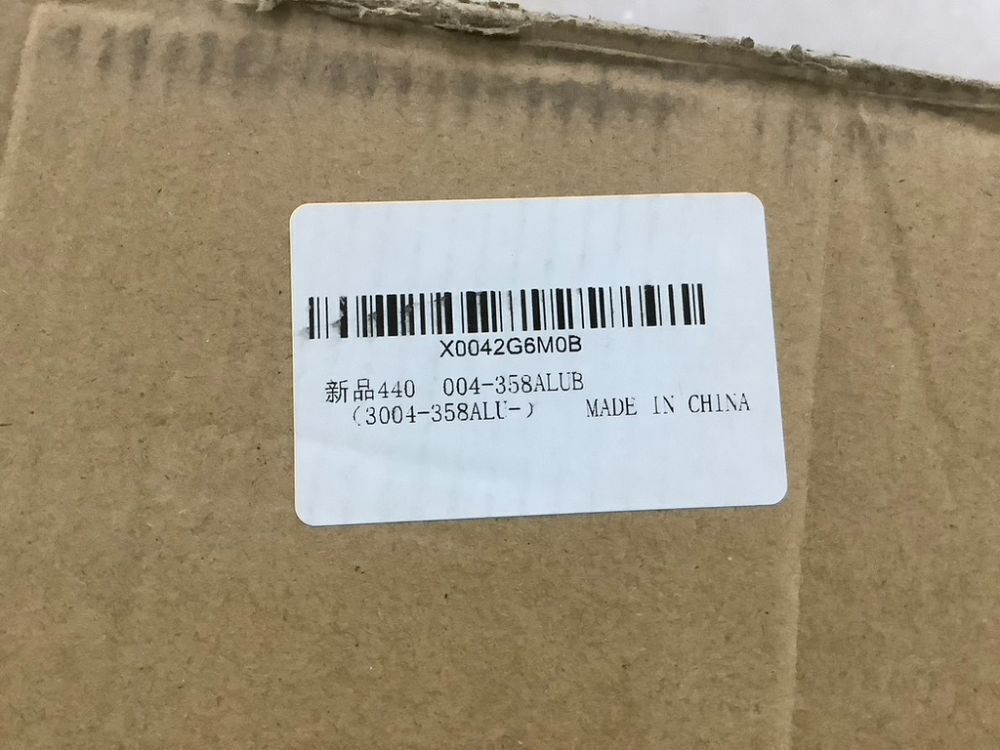 X0042G6M0B
新品440 004-358ALUB
(3004-358ALU-) MADE IN CHINA